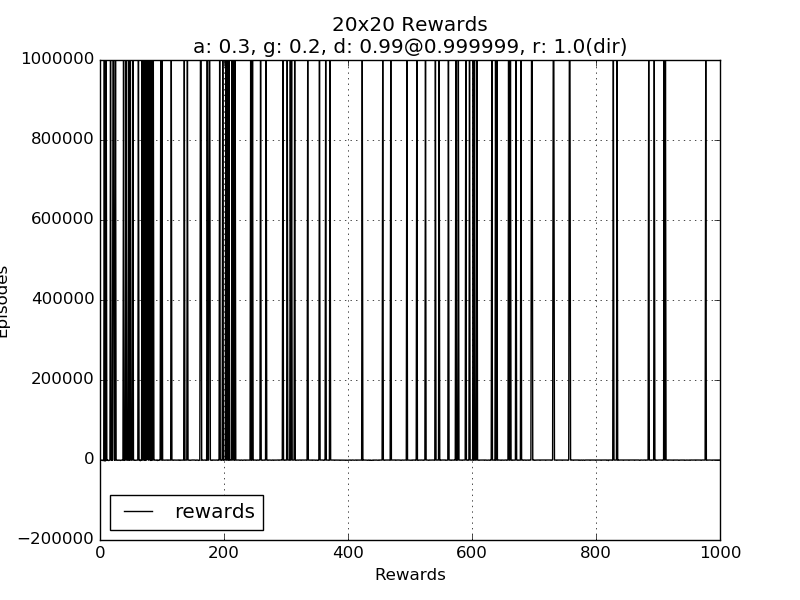 20x20 Rewards
a: 0.3, g: 0.2, d: 0.99@0.999999, r: 1.0(dir)
1000000
800000
600000
400000
200000
0
−200000
Episodes
rewards
0 200 400 600 800 1000
Rewards